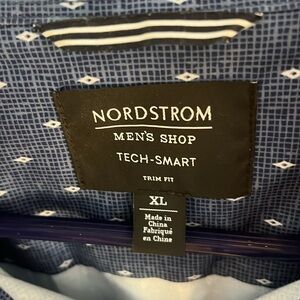 NORDSTROM
MEN'S SHOP
TECH-SMART
TRIM FIT
XL
Made in
China
Fabriqué
en Chine